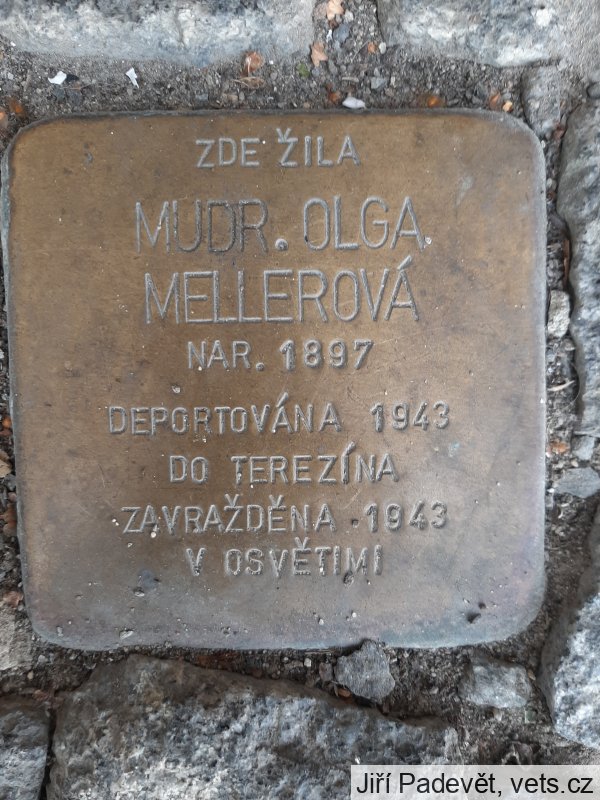 ZDE ŽILA
MUDR. OLGA
MELLEROVÁ
NAR. 1897
DEPORTOVÁNA 1943
DO TEREZÍNA
ZAVRAŽDĚNA 1943
V OSVĚTIMI
Jiří Padevět, vets.cz